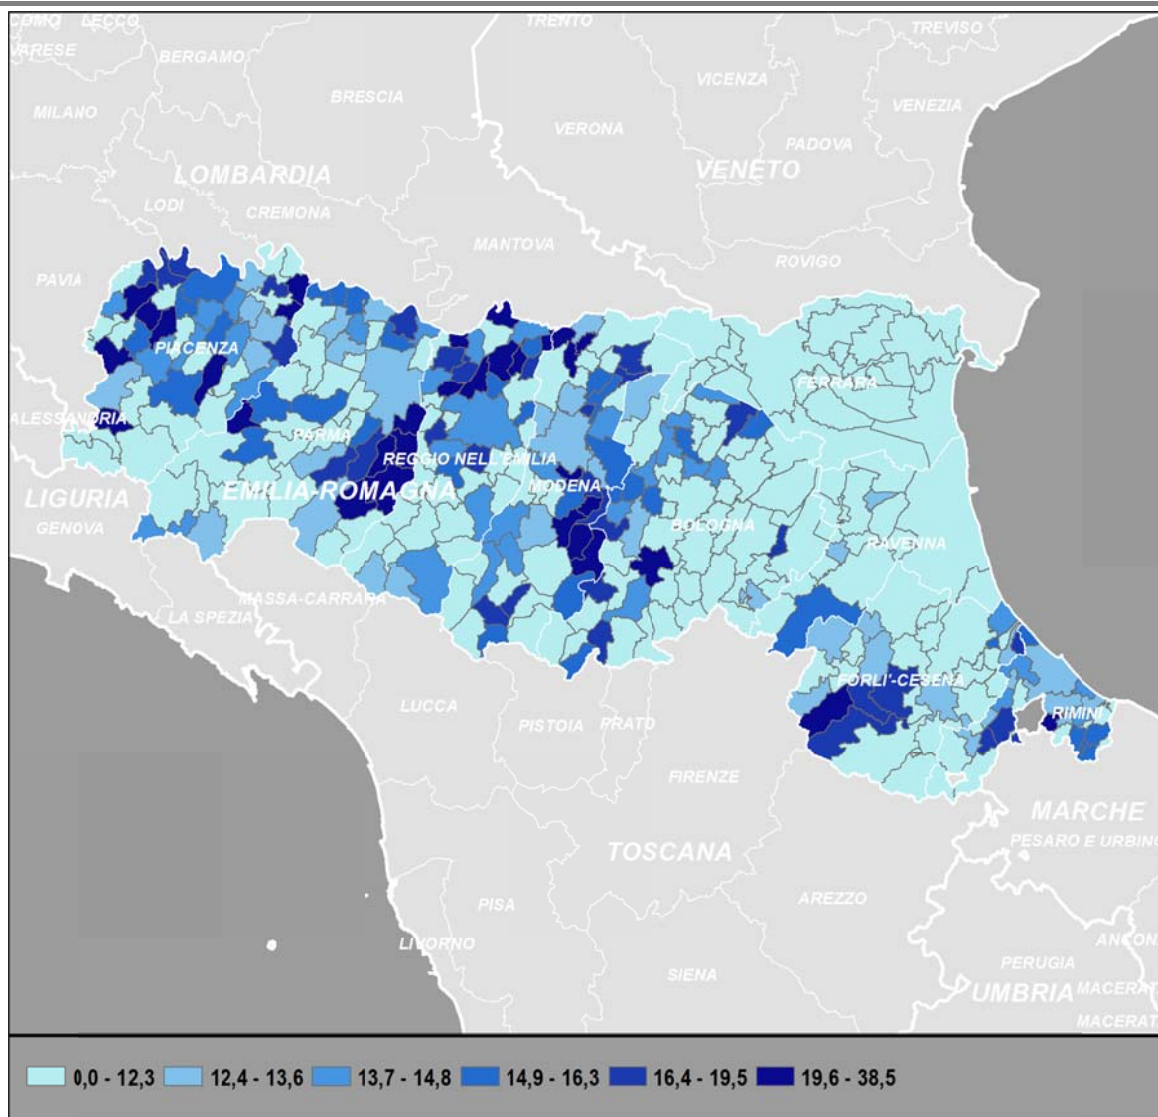 COMO LECCO
VARESE
TRENTO
TREVISO
BERGAMO
BRESCIA
VICENZA
VENEZIA
MILANO
VERONA
PADOVA
LOMBARDIA
VENETO
LODI
CREMONA
MANTOVA
ROVIGO
PAVIA
PIACENZA
FERRARA
ALESSANDRIA
PARMA
REGGIO NELL'EMILIA
MODENA
LIGURIA
EMILIA-ROMAGNA
GENOVA
BOLOGNA
RAVENNA
MASSA-CARRARA
LA SPEZIA
FORLI'-CESENA
LUCCA
PISTOIA
PRATO
RIMINI
FIRENZE
MARCHE
PESARO E URBINO
TOSCANA
PISA
AREZZO
LIVORNO
ANCON
PERUGIA
SIENA
UMBRIA
MACERAT
MACERAT
0,0 - 12,3 12,4 - 13,6 13,7 - 14,8 14,9 - 16,3 16,4 - 19,5 19,6 - 38,5